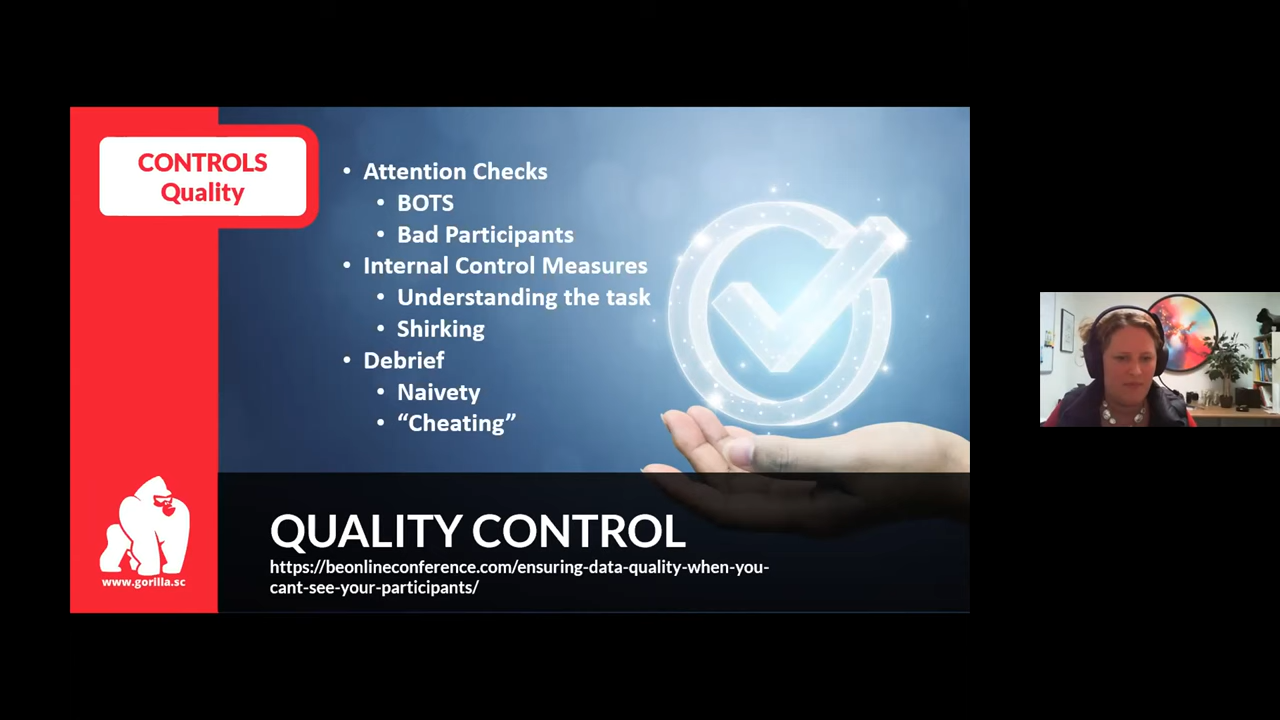 CONTROLS
Quality
• Attention Checks
• BOTS
• Bad Participants
• Internal Control Measures
• Understanding the task
• Shirking
• Debrief
• Naivety
• “Cheating”
QUALITY CONTROL
https://beonlineconference.com/ensuring-data-quality-when-you-
cant-see-your-participants/
www.gorilla.sc